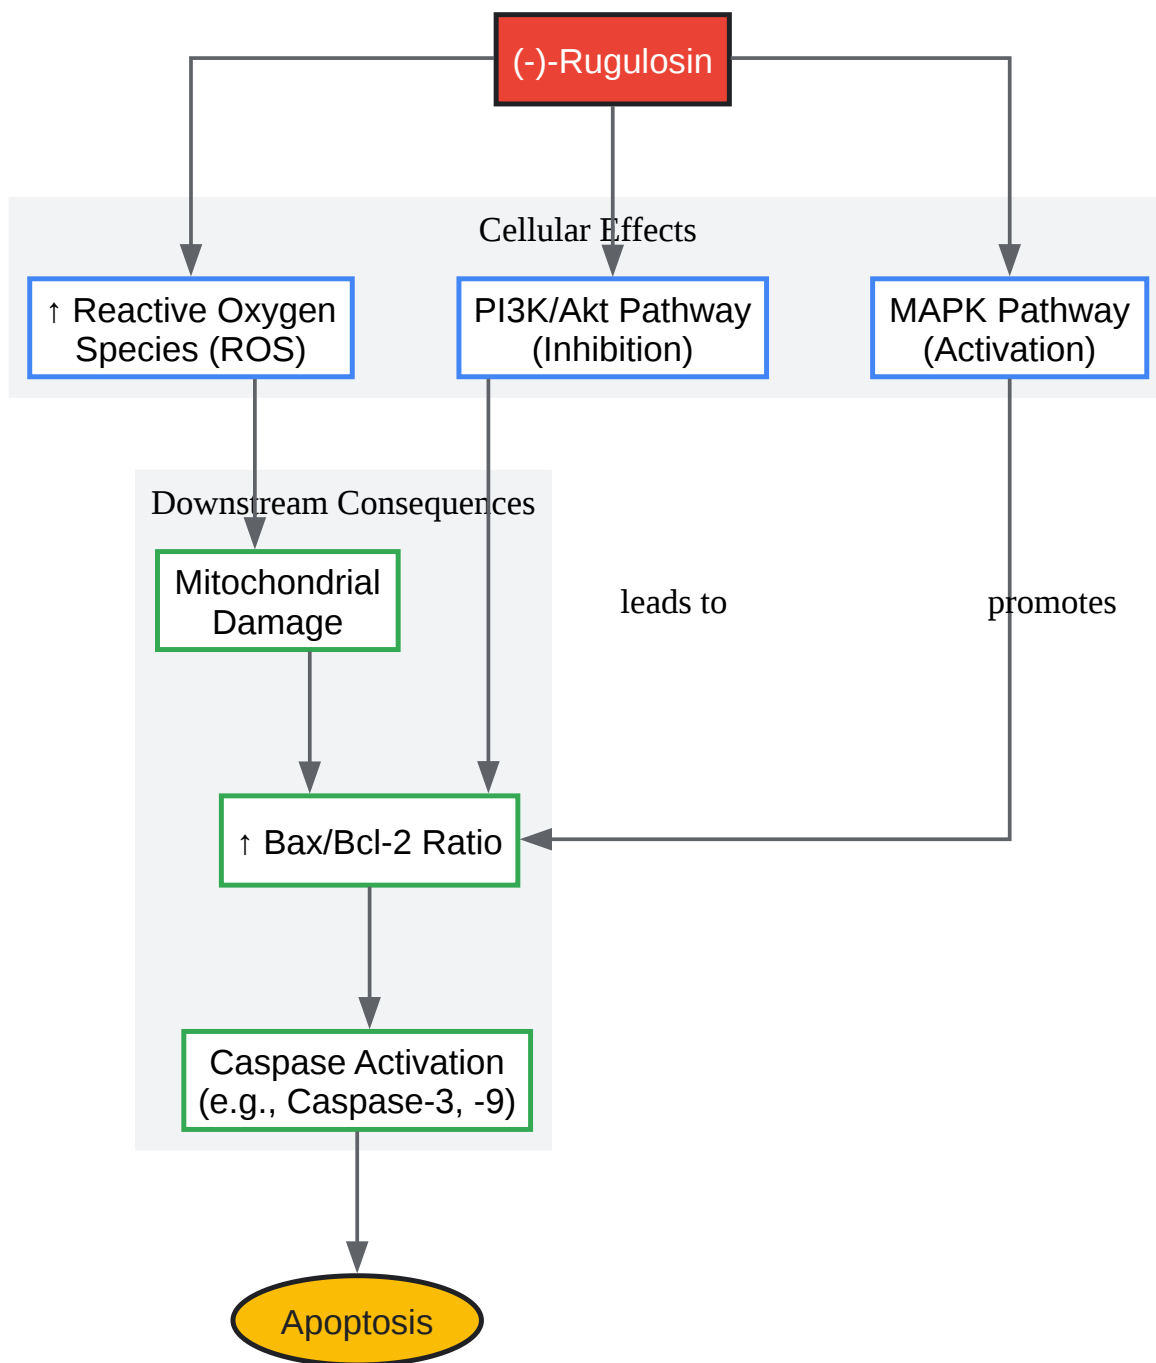 (-)-Rugulosin
Cellular Effects
↑ Reactive Oxygen
Species (ROS)
PI3K/Akt Pathway
(Inhibition)
MAPK Pathway
(Activation)
Downstream Consequences
Mitochondrial
Damage
leads to
promotes
↑ Bax/Bcl-2 Ratio
Caspase Activation
(e.g., Caspase-3, -9)
Apoptosis